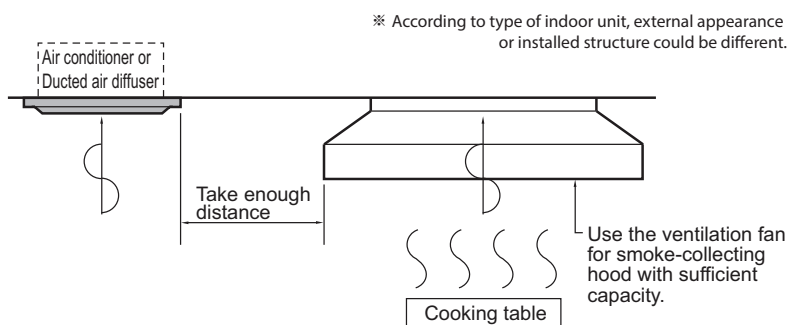 ※ According to type of indoor unit, external appearance
or installed structure could be different.
Air conditioner or
Ducted air diffuser
Take enough
distance
Use the ventilation fan
for smoke-collecting
hood with sufficient
capacity.
Cooking table